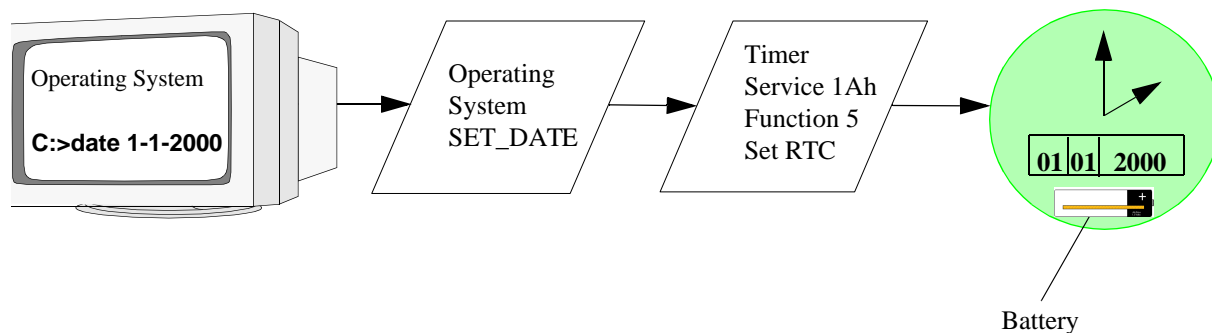 Operating System
C:>date 1-1-2000
Operating
System
SET_DATE
Timer
Service 1Ah
Function 5
Set RTC
01 01 2000
+
Battery